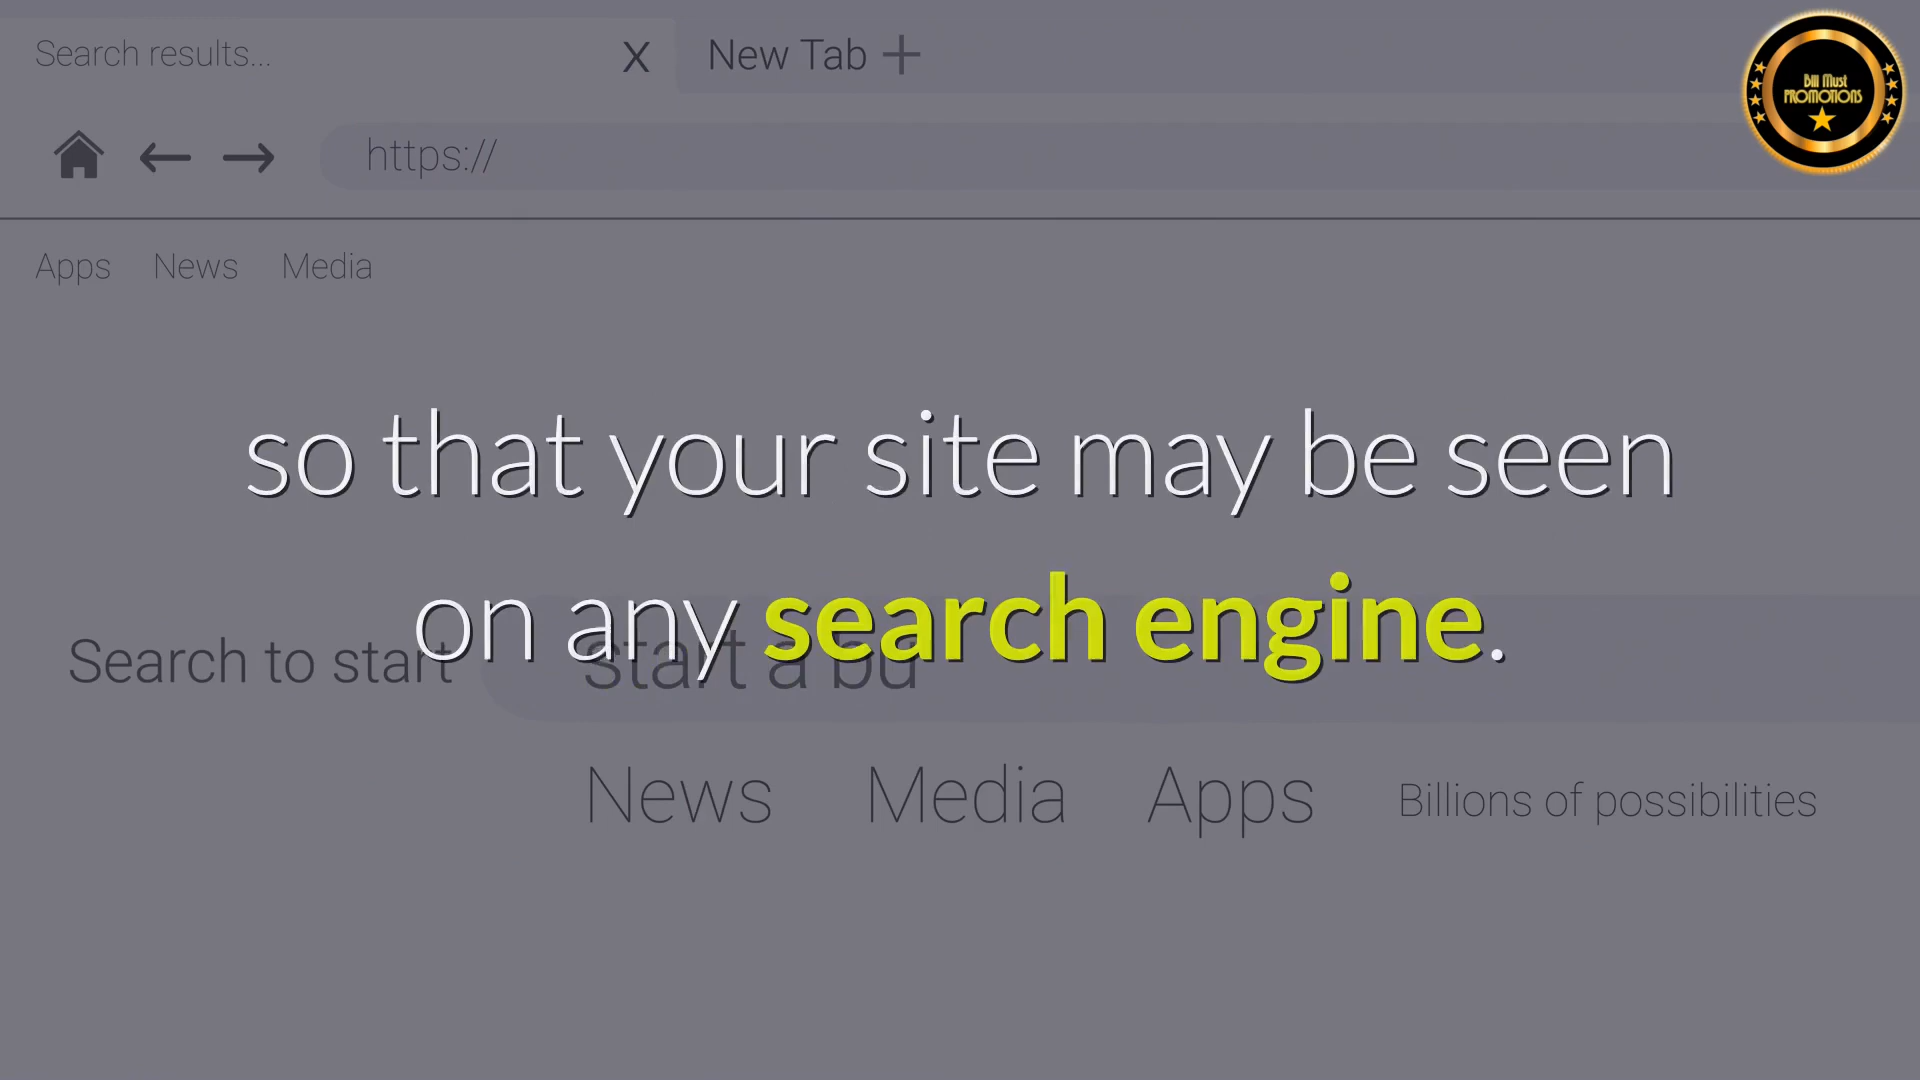 Search results...
X
New Tab +
Bill Must
PROMOTIONS
https://
Apps News Media
so that your site may be seen
on any search engine.
Search to start
start a bu
News Media Apps Billions of possibilities